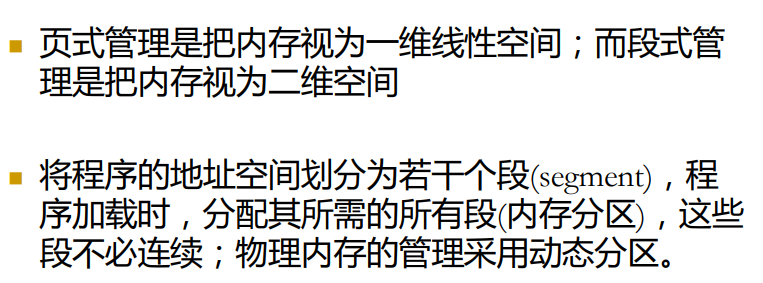 页式管理是把内存视为一维线性空间；而段式管
理是把内存视为二维空间
将程序的地址空间划分为若干个段(segment)，程
序加载时，分配其所需的所有段(内存分区)，这些
段不必连续；物理内存的管理采用动态分区。